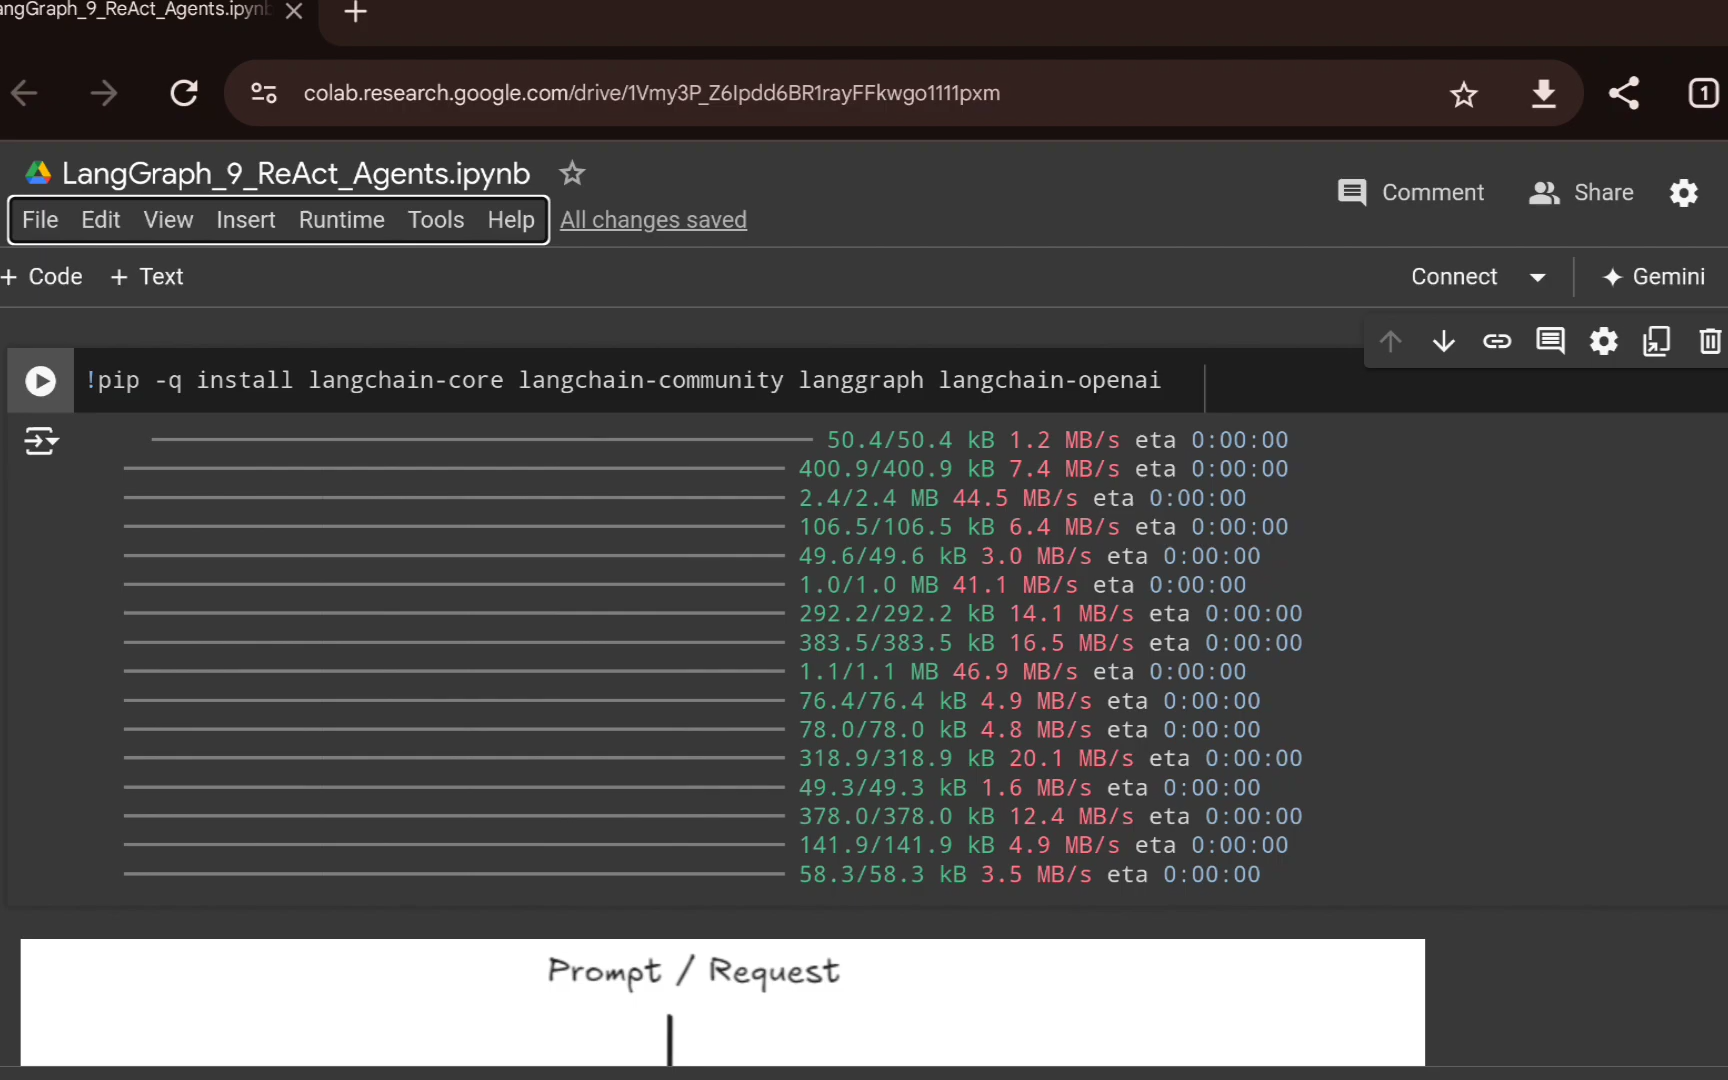 angGraph_9_ReAct_Agents.ipynb
colab.research.google.com/drive/1Vmy3P_Z6Ipdd6BR1rayFFkwgo1111pxm
1
LangGraph_9_ReAct_Agents.ipynb
Comment
Share
File Edit View Insert Runtime Tools Help All changes saved
+ Code + Text
Connect
Gemini
!pip -q install langchain-core langchain-community langgraph langchain-openai
50.4/50.4 kB 1.2 MB/s eta 0:00:00
400.9/400.9 kB 7.4 MB/s eta 0:00:00
2.4/2.4 MB 44.5 MB/s eta 0:00:00
106.5/106.5 kB 6.4 MB/s eta 0:00:00
49.6/49.6 kB 3.0 MB/s eta 0:00:00
1.0/1.0 MB 41.1 MB/s eta 0:00:00
292.2/292.2 kB 14.1 MB/s eta 0:00:00
383.5/383.5 kB 16.5 MB/s eta 0:00:00
1.1/1.1 MB 46.9 MB/s eta 0:00:00
76.4/76.4 kB 4.9 MB/s eta 0:00:00
78.0/78.0 kB 4.8 MB/s eta 0:00:00
318.9/318.9 kB 20.1 MB/s eta 0:00:00
49.3/49.3 kB 1.6 MB/s eta 0:00:00
378.0/378.0 kB 12.4 MB/s eta 0:00:00
141.9/141.9 kB 4.9 MB/s eta 0:00:00
58.3/58.3 kB 3.5 MB/s eta 0:00:00
Prompt / Request